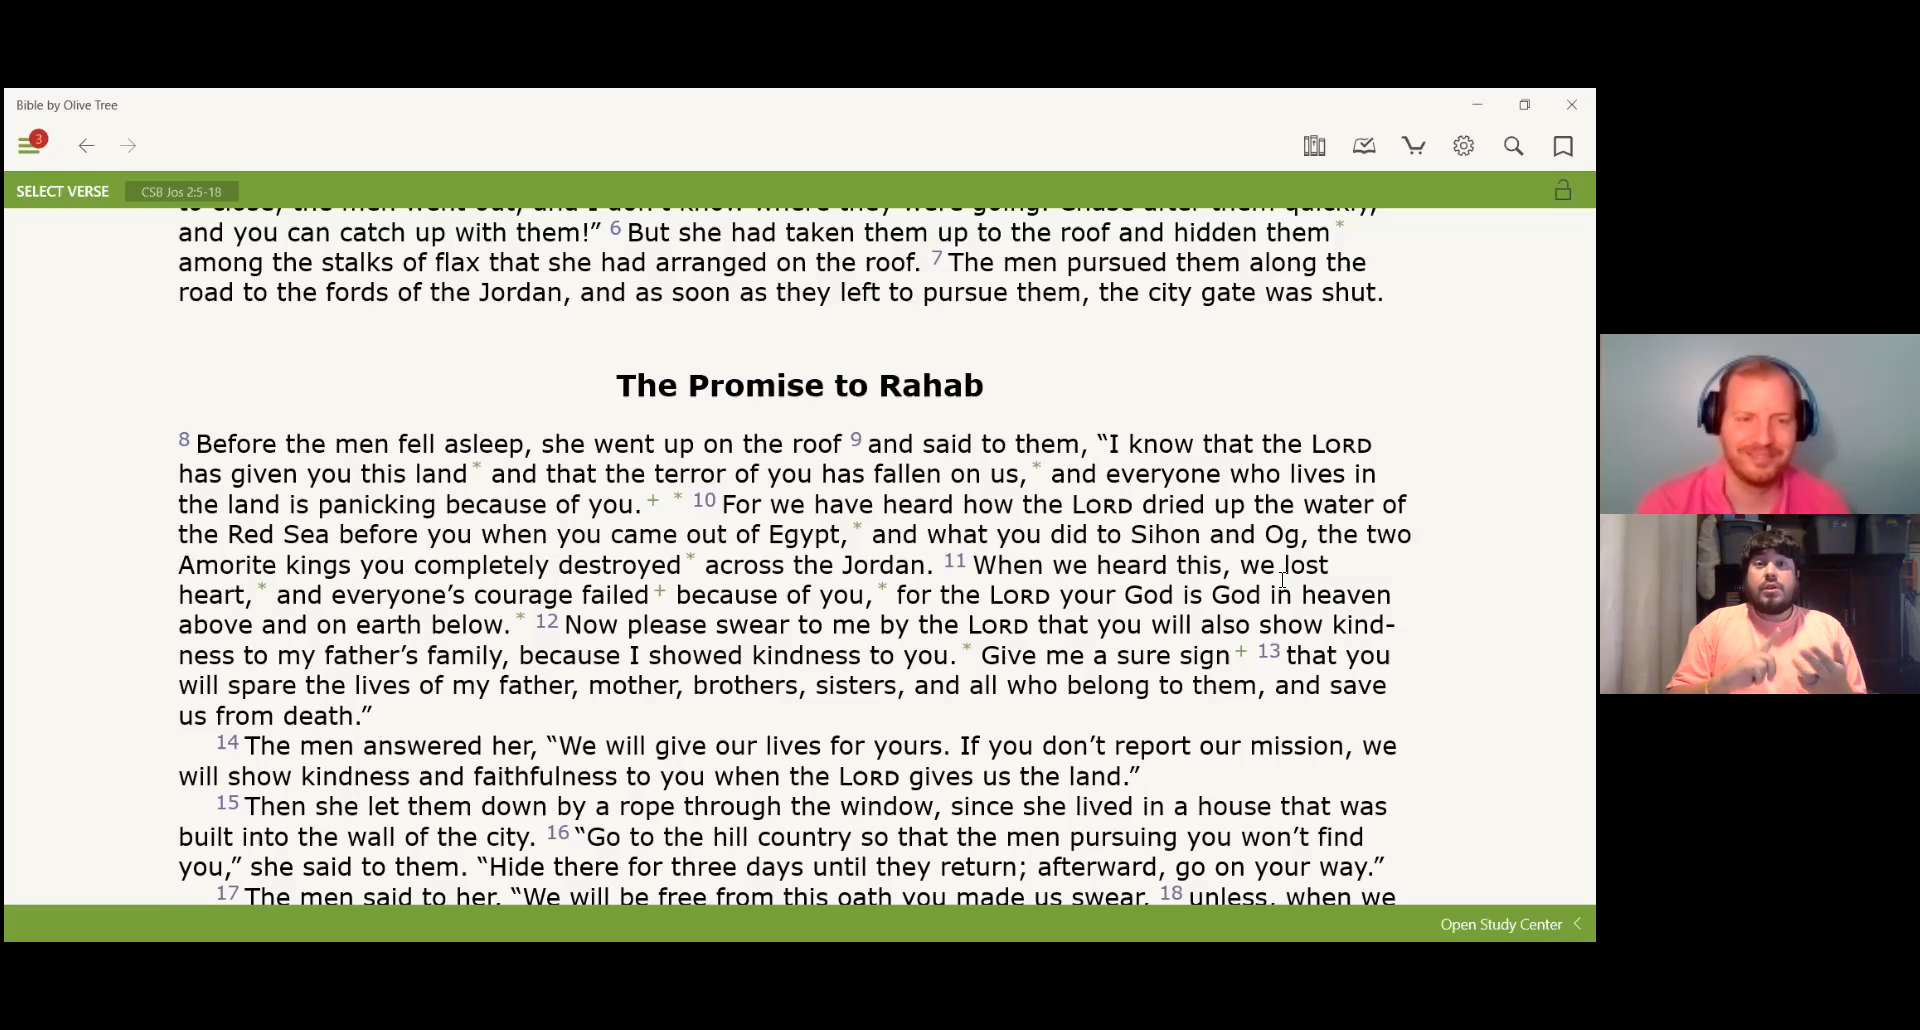 Bible by Olive Tree
3
SELECT VERSE CSB Jos 2:5-18
to close, the men went out, and I don't know where they were going. Chase after them quickly,
and you can catch up with them!” 6 But she had taken them up to the roof and hidden them*
among the stalks of flax that she had arranged on the roof. 7 The men pursued them along the
road to the fords of the Jordan, and as soon as they left to pursue them, the city gate was shut.
The Promise to Rahab
8 Before the men fell asleep, she went up on the roof 9 and said to them, “I know that the LORD
has given you this land* and that the terror of you has fallen on us,* and everyone who lives in
the land is panicking because of you.+ * 10 For we have heard how the LORD dried up the water of
the Red Sea before you when you came out of Egypt,* and what you did to Sihon and Og, the two
Amorite kings you completely destroyed* across the Jordan. 11 When we heard this, we lost
heart,* and everyone’s courage failed+ because of you,* for the LORD your God is God in heaven
above and on earth below.* 12 Now please swear to me by the LORD that you will also show kind-
ness to my father’s family, because I showed kindness to you.* Give me a sure sign+ 13 that you
will spare the lives of my father, mother, brothers, sisters, and all who belong to them, and save
us from death.”
14 The men answered her, “We will give our lives for yours. If you don’t report our mission, we
will show kindness and faithfulness to you when the LORD gives us the land.”
15 Then she let them down by a rope through the window, since she lived in a house that was
built into the wall of the city. 16 “Go to the hill country so that the men pursuing you won’t find
you,” she said to them. “Hide there for three days until they return; afterward, go on your way.”
17 The men said to her, “We will be free from this oath you made us swear, 18 unless, when we
Open Study Center